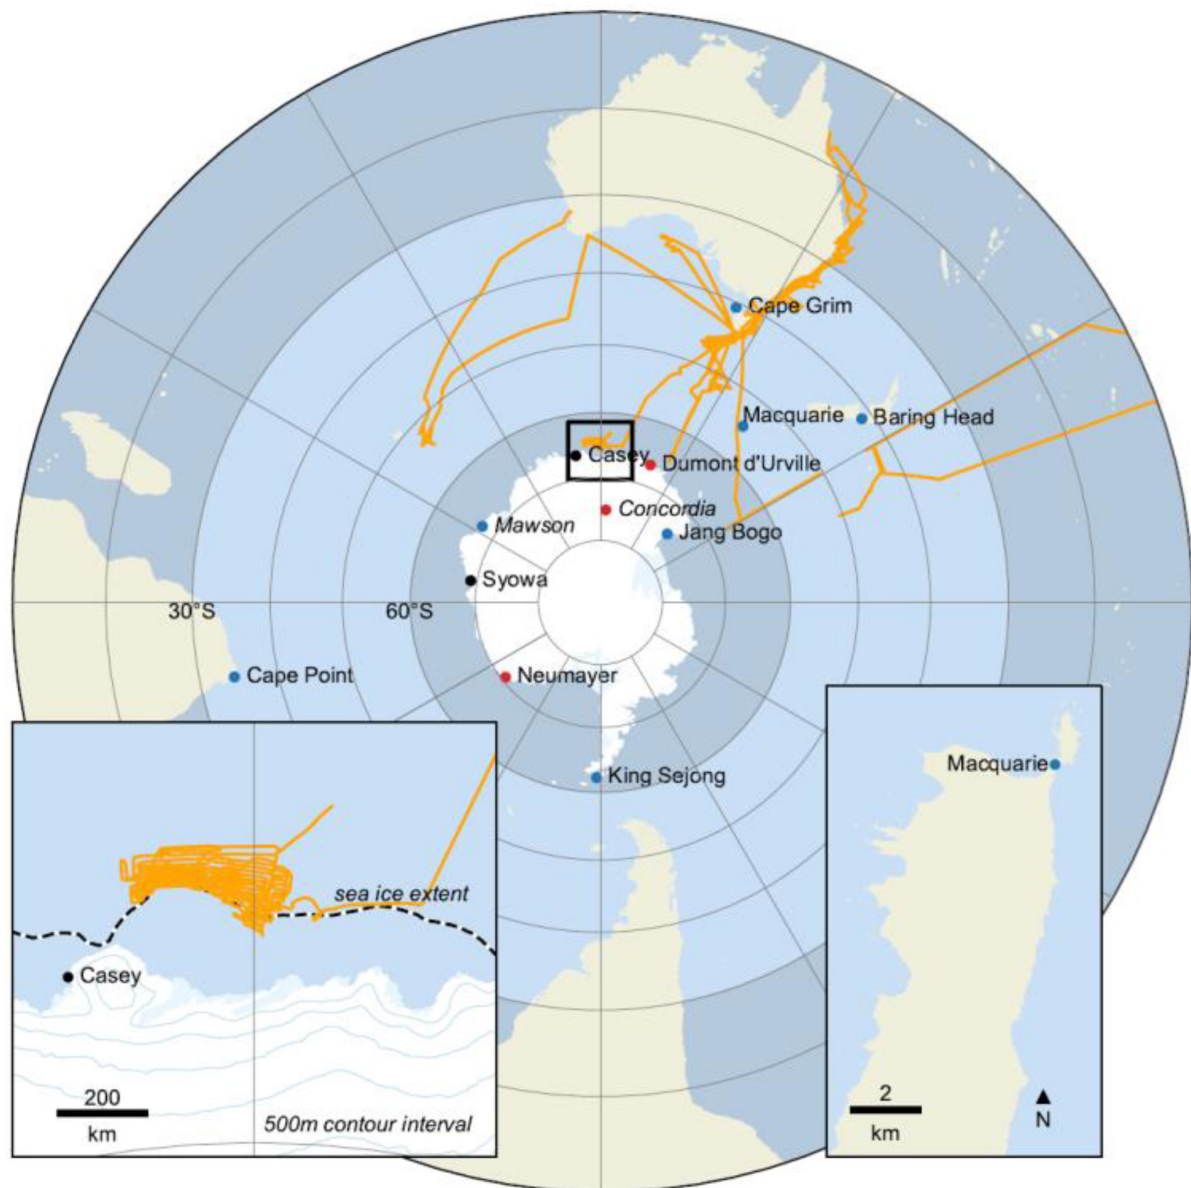 Cape Grim
Macquarie
Baring Head
Casey
Dumont d'Urville
Concordia
Mawson
Jang Bogo
Syowa
30°S
60°S
Cape Point
Neumayer
King Sejong
sea ice extent
Casey
200
km
500m contour interval
Macquarie
2
km
N